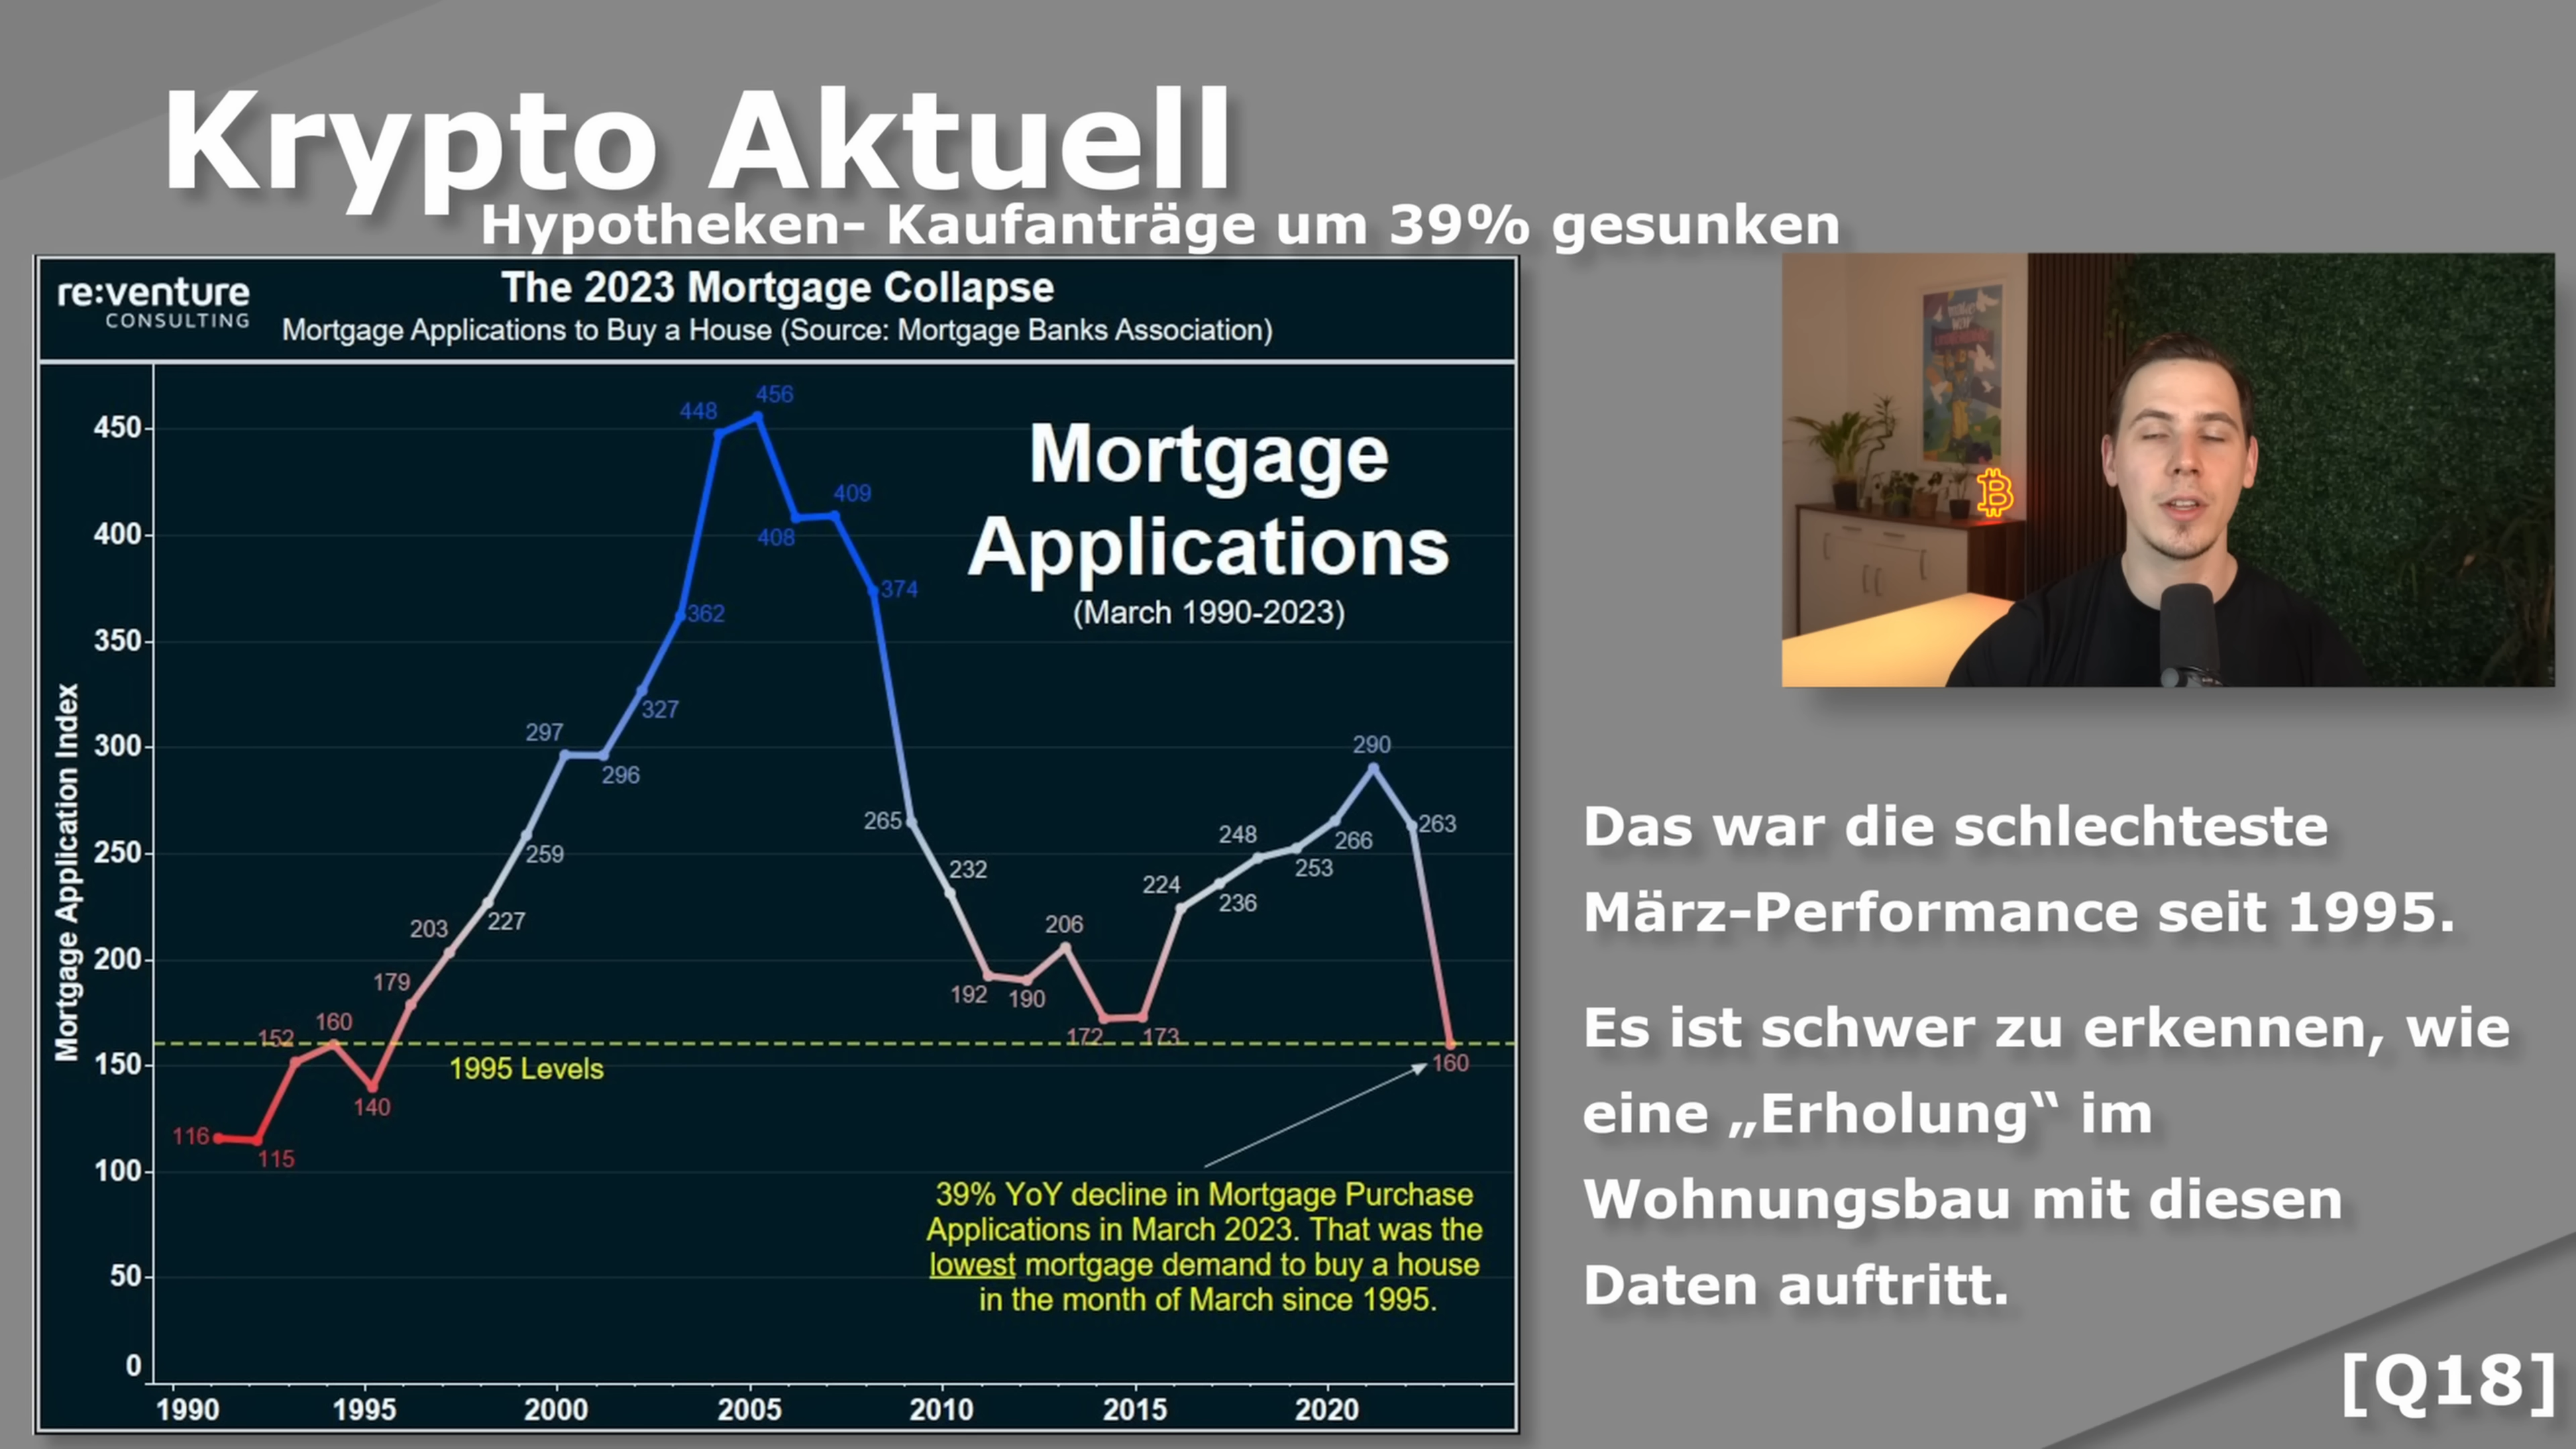 Krypto Aktuell
Hypotheken- Kaufanträge um 39% gesunken
re:venture
CONSULTING
The 2023 Mortgage Collapse
Mortgage Applications to Buy a House (Source: Mortgage Banks Association)
Mortgage
Applications
(March 1990-2023)
Mortgage Application Index
450
400
350
300
250
200
150
100
50
0
116
115
152
160
140
179
203
227
259
297
296
327
362
448
456
408
409
374
265
232
192
190
206
172
173
224
236
248
253
266
290
263
160
1995 Levels
39% YoY decline in Mortgage Purchase
Applications in March 2023. That was the
lowest mortgage demand to buy a house
in the month of March since 1995.
1990
1995
2000
2005
2010
2015
2020
Das war die schlechteste
März-Performance seit 1995.
Es ist schwer zu erkennen, wie
eine „Erholung“ im
Wohnungsbau mit diesen
Daten auftritt.
[Q18]